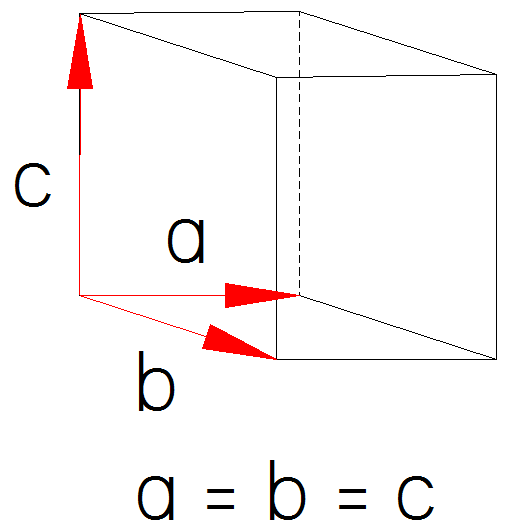 c
a
b
a = b = c